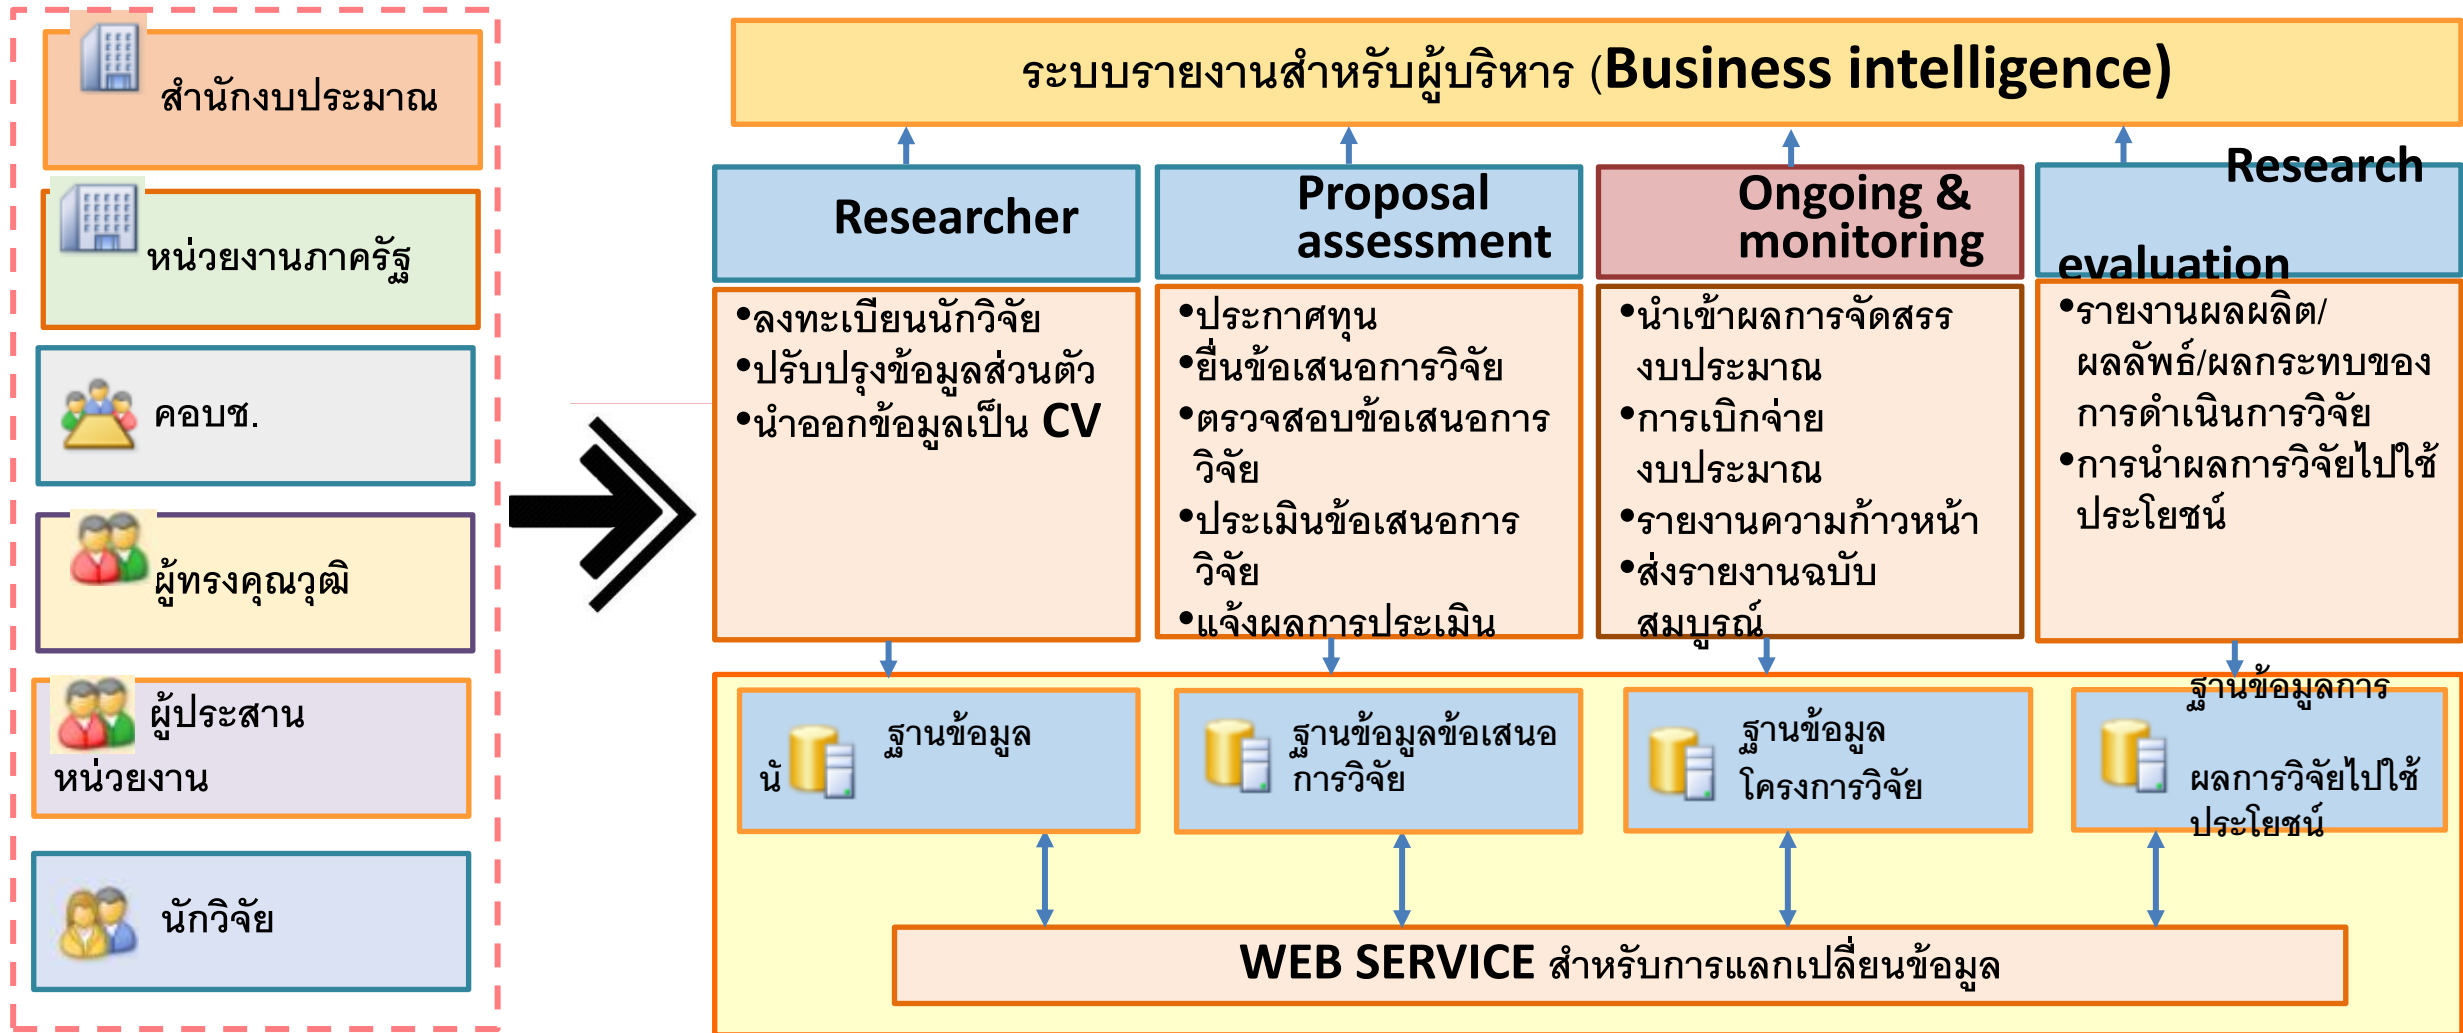 สำนักงบประมาณ
หน่วยงานภาครัฐ
คอบช.
ผู้ทรงคุณวุฒิ
ผู้ประสาน
หน่วยงาน
นักวิจัย
ระบบรายงานสำหรับผู้บริหาร (Business intelligence)
Researcher
•ลงทะเบียนนักวิจัย
•ปรับปรุงข้อมูลส่วนตัว
•นำออกข้อมูลเป็น CV
Proposal
assessment
•ประกาศทุน
•ยื่นข้อเสนอการวิจัย
•ตรวจสอบข้อเสนอการ
วิจัย
•ประเมินข้อเสนอการ
วิจัย
•แจ้งผลการประเมิน
Ongoing &
monitoring
•นำเข้าผลการจัดสรร
งบประมาณ
•การเบิกจ่าย
งบประมาณ
•รายงานความก้าวหน้า
•ส่งรายงานฉบับ
สมบูรณ์
Research
evaluation
•รายงานผลผลิต/
ผลลัพธ์/ผลกระทบของ
การดำเนินการวิจัย
•การนำผลการวิจัยไปใช้
ประโยชน์
ฐานข้อมูล
นั
ฐานข้อมูลข้อเสนอ
การวิจัย
ฐานข้อมูล
โครงการวิจัย
ฐานข้อมูลการ
ผลการวิจัยไปใช้
ประโยชน์
WEB SERVICE สำหรับการแลกเปลี่ยนข้อมูล